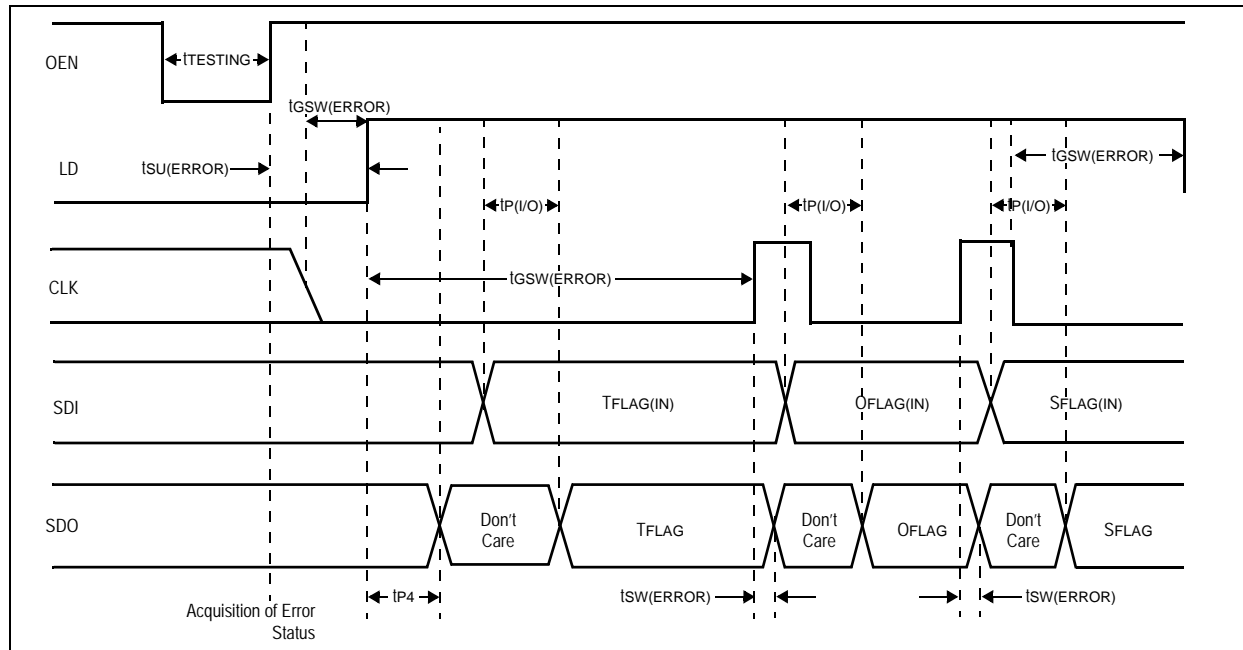 OEN
tTESTING
tGSW(ERROR)
LD
tSU(ERROR)
tGSW(ERROR)
tP(I/O)
tP(I/O)
tP(I/O)
CLK
tGSW(ERROR)
SDI
TFLAG(IN)
OFLAG(IN)
SFLAG(IN)
SDO
Don't
Care
TFLAG
Don't
Care
OFLAG
Don't
Care
SFLAG
tP4
tSW(ERROR)
tSW(ERROR)
Acquisition of Error
Status